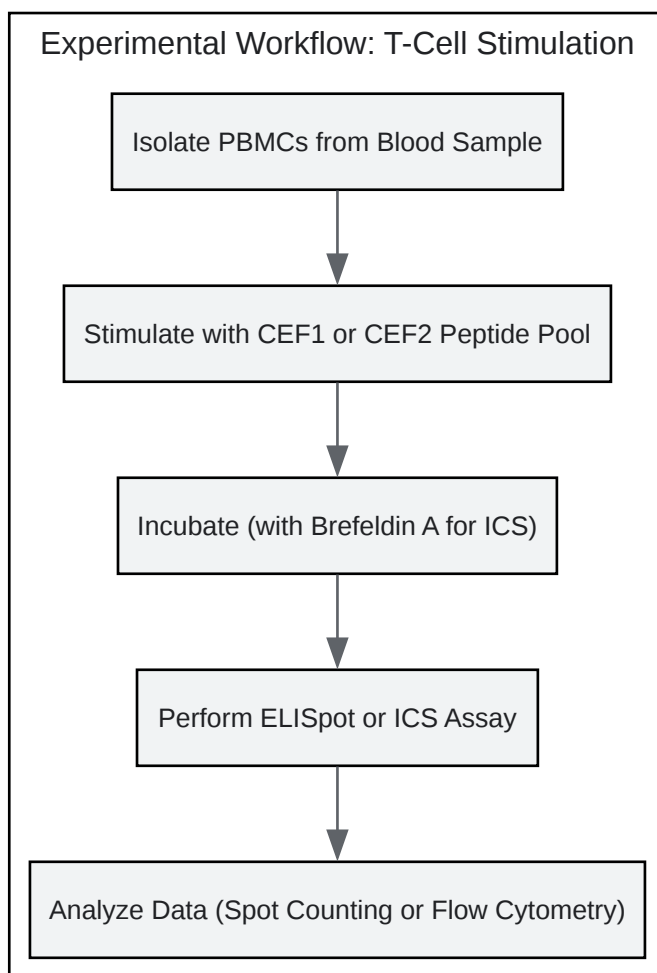 Experimental Workflow: T-Cell Stimulation
Isolate PBMCs from Blood Sample
Stimulate with CEF1 or CEF2 Peptide Pool
Incubate (with Brefeldin A for ICS)
Perform ELISpot or ICS Assay
Analyze Data (Spot Counting or Flow Cytometry)